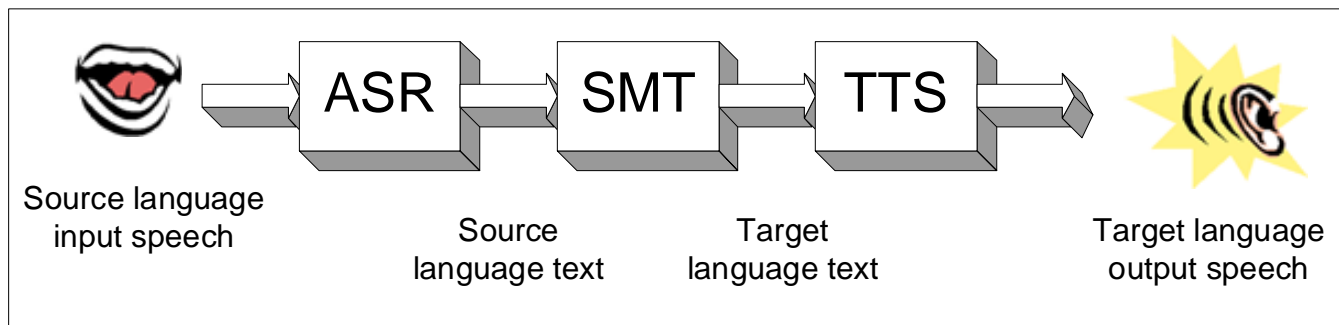 ASR
SMT
TTS
Source language
input speech
Source
language text
Target
language text
Target language
output speech